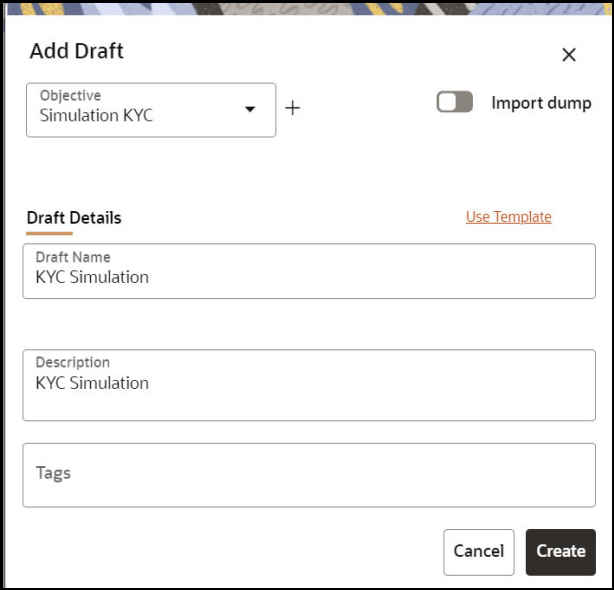 Add Draft
Objective
Simulation KYC
Import dump
Draft Details
Use Template
Draft Name
KYC Simulation
Description
KYC Simulation
Tags
Cancel
Create